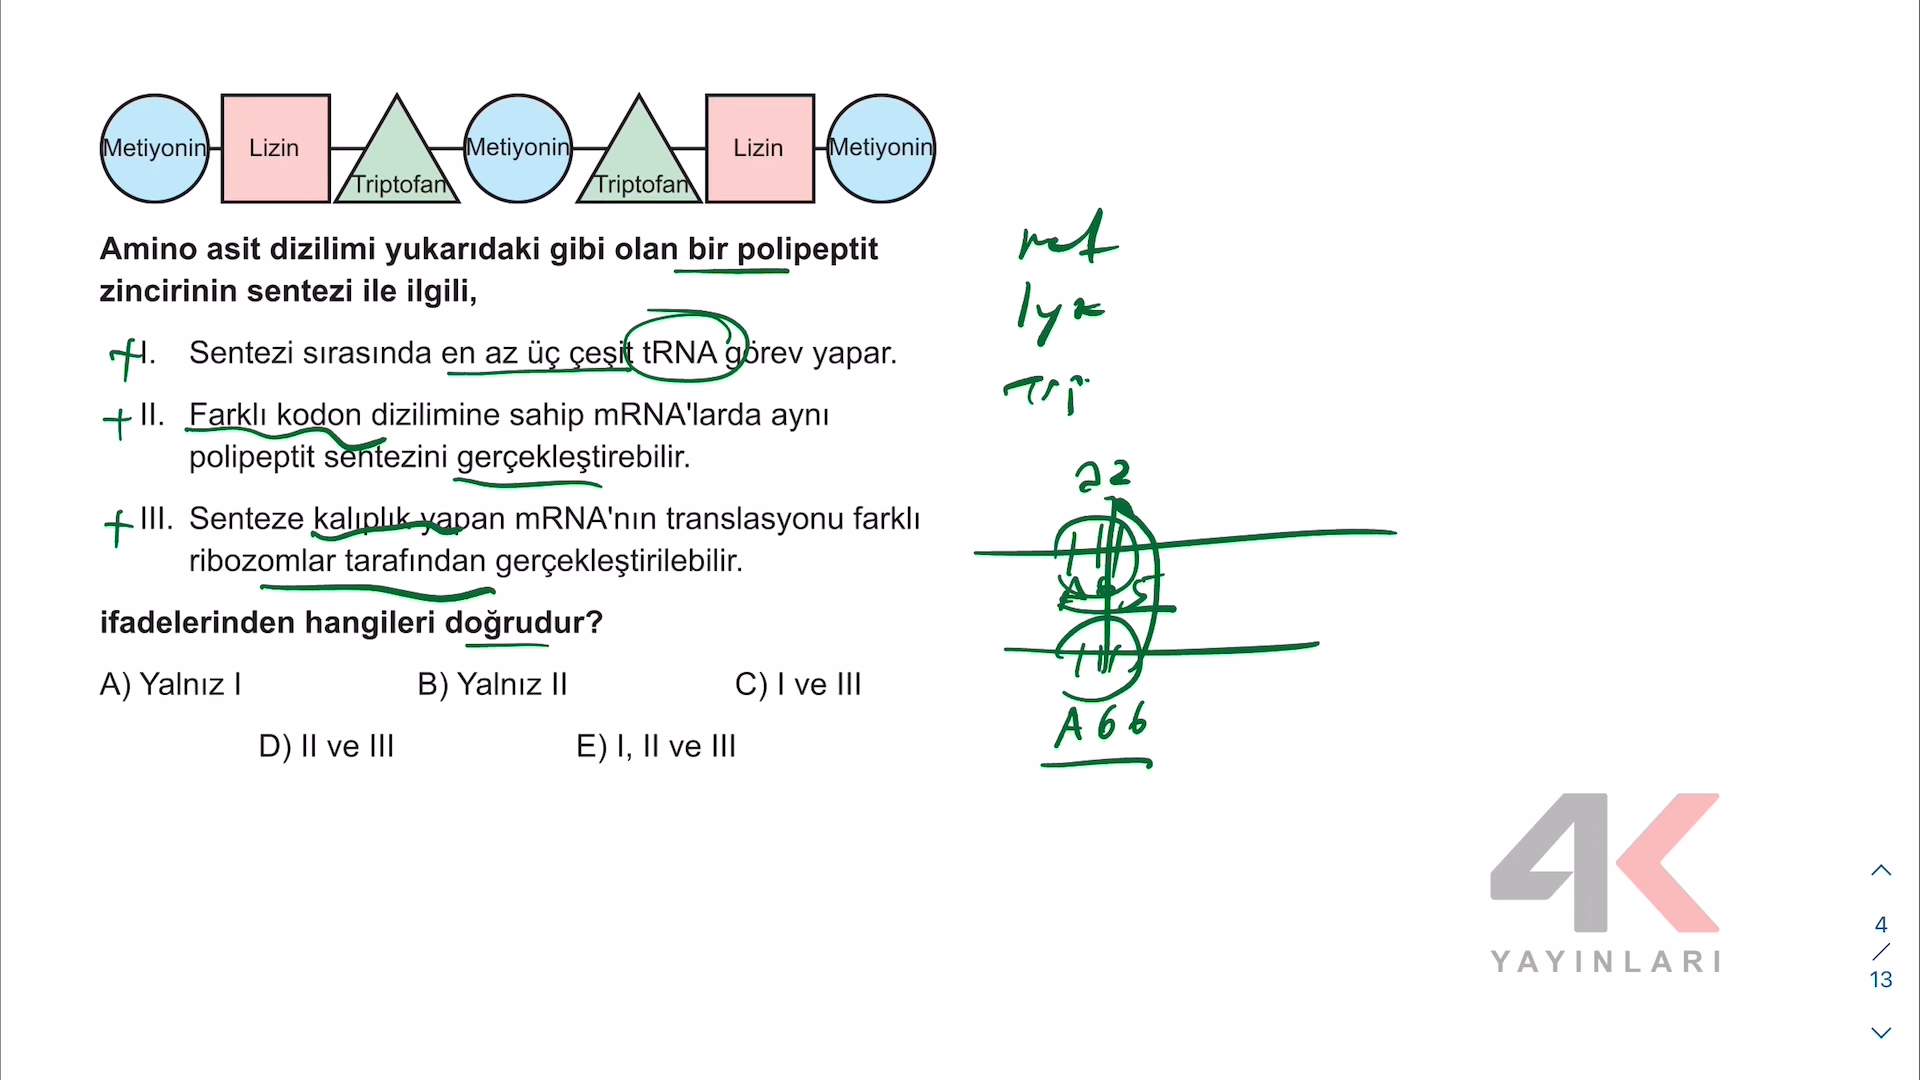 Metiyonin Lizin Triptofan Metiyonin Triptofan Lizin Metiyonin
Amino asit dizilimi yukarıdaki gibi olan bir polipeptit
zincirinin sentezi ile ilgili,
I. Sentezi sırasında en az üç çeşit tRNA görev yapar.
II. Farklı kodon dizilimine sahip mRNA'larda aynı
polipeptit sentezini gerçekleştirebilir.
III. Senteze kalıplık yapan mRNA'nın translasyonu farklı
ribozomlar tarafından gerçekleştirilebilir.
ifadelerinden hangileri doğrudur?
A) Yalnız I B) Yalnız II C) I ve III
D) II ve III E) I, II ve III
met
Tri
4K
YAYINLARI
4
/
13